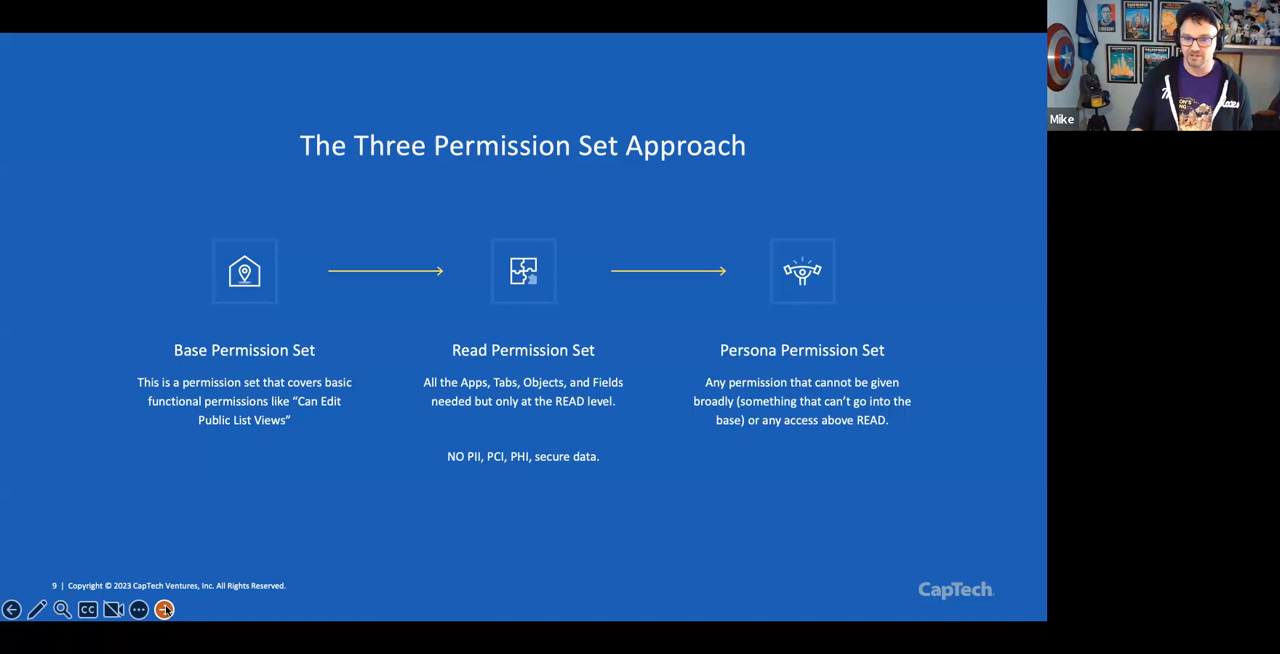 The Three Permission Set Approach
Base Permission Set
This is a permission set that covers basic
functional permissions like “Can Edit
Public List Views”
Read Permission Set
All the Apps, Tabs, Objects, and Fields
needed but only at the READ level.
NO PII, PCI, PHI, secure data.
Persona Permission Set
Any permission that cannot be given
broadly (something that can’t go into the
base) or any access above READ.
9 | Copyright © 2023 CapTech Ventures, Inc. All Rights Reserved.
CapTech
CC
Mike